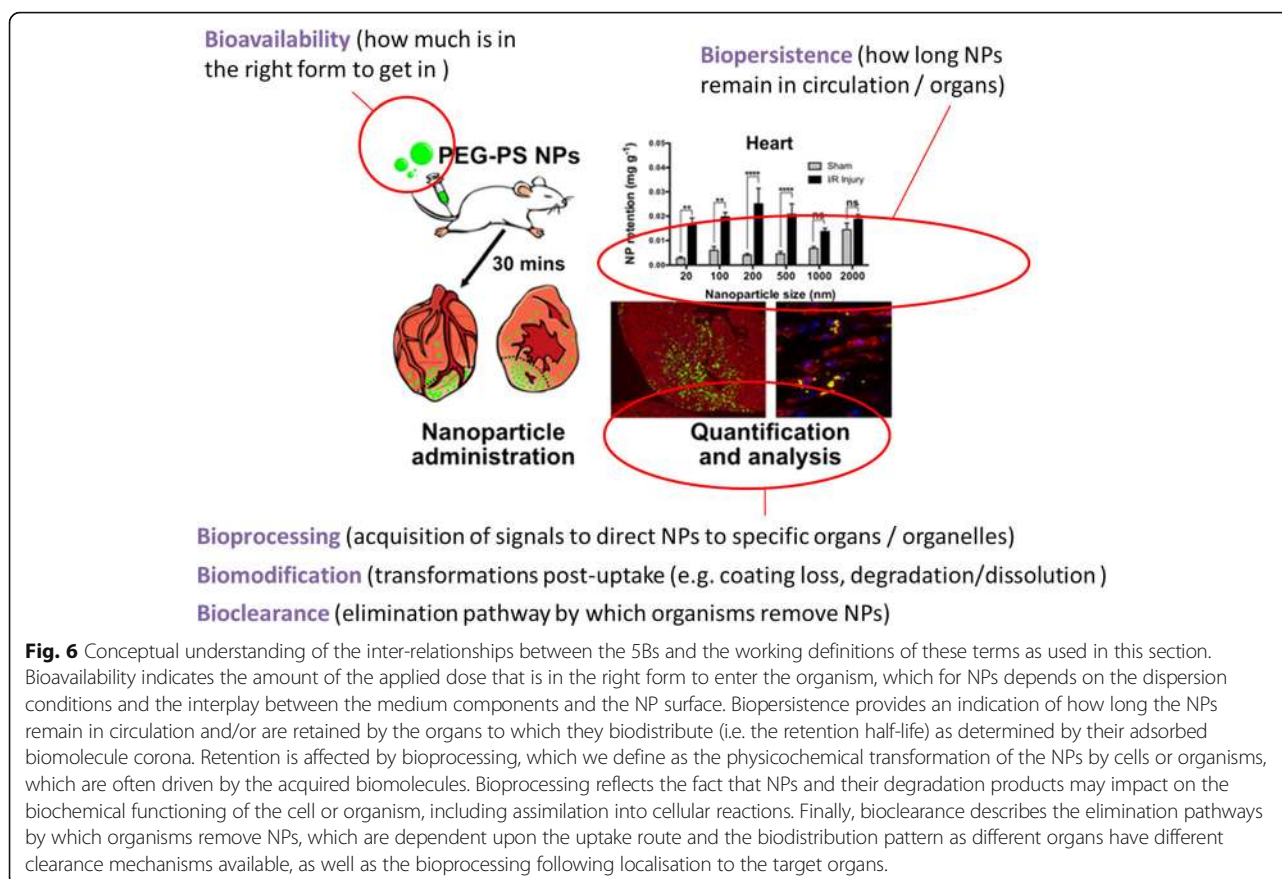 Bioavailability (how much is in
the right form to get in )
Biopersistence (how long NPs
remain in circulation / organs)
PEG-PS NPs
30 mins
Heart
Sham
I/R Injury
NP retention (mg g⁻¹)
0.05
0.04
0.03
0.02
0.01
0.00
** ** **** **** ns ns
20 100 200 500 1000 2000
Nanoparticle size (nm)
Nanoparticle
administration
Quantification
and analysis
Bioprocessing (acquisition of signals to direct NPs to specific organs / organelles)
Biomodification (transformations post-uptake (e.g. coating loss, degradation/dissolution )
Bioclearance (elimination pathway by which organisms remove NPs)
Fig. 6 Conceptual understanding of the inter-relationships between the 5Bs and the working definitions of these terms as used in this section.
Bioavailability indicates the amount of the applied dose that is in the right form to enter the organism, which for NPs depends on the dispersion
conditions and the interplay between the medium components and the NP surface. Biopersistence provides an indication of how long the NPs
remain in circulation and/or are retained by the organs to which they biodistribute (i.e. the retention half-life) as determined by their adsorbed
biomolecule corona. Retention is affected by bioprocessing, which we define as the physicochemical transformation of the NPs by cells or organisms,
which are often driven by the acquired biomolecules. Bioprocessing reflects the fact that NPs and their degradation products may impact on the
biochemical functioning of the cell or organism, including assimilation into cellular reactions. Finally, bioclearance describes the elimination pathways
by which organisms remove NPs, which are dependent upon the uptake route and the biodistribution pattern as different organs have different
clearance mechanisms available, as well as the bioprocessing following localisation to the target organs.